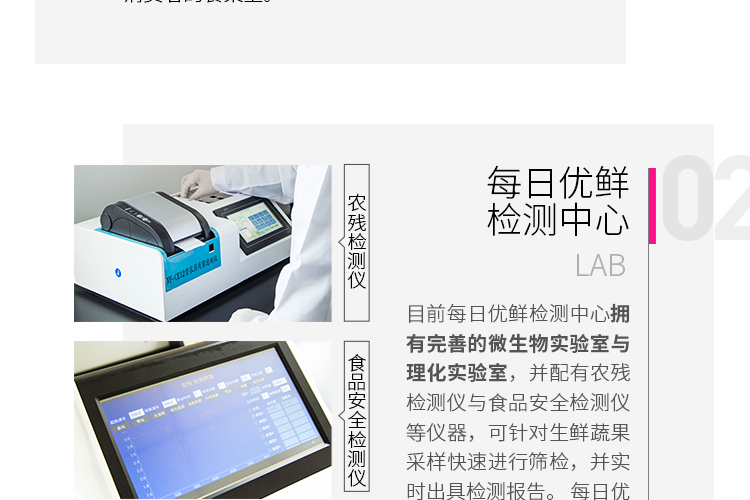 每日优鲜
检测中心
LAB
02
农残检测仪
食品安全检测仪
目前每日优鲜检测中心拥
有完善的微生物实验室与
理化实验室，并配有农残
检测仪与食品安全检测仪
等仪器，可针对生鲜蔬果
采样快速进行筛检，并实
时出具检测报告。每日优